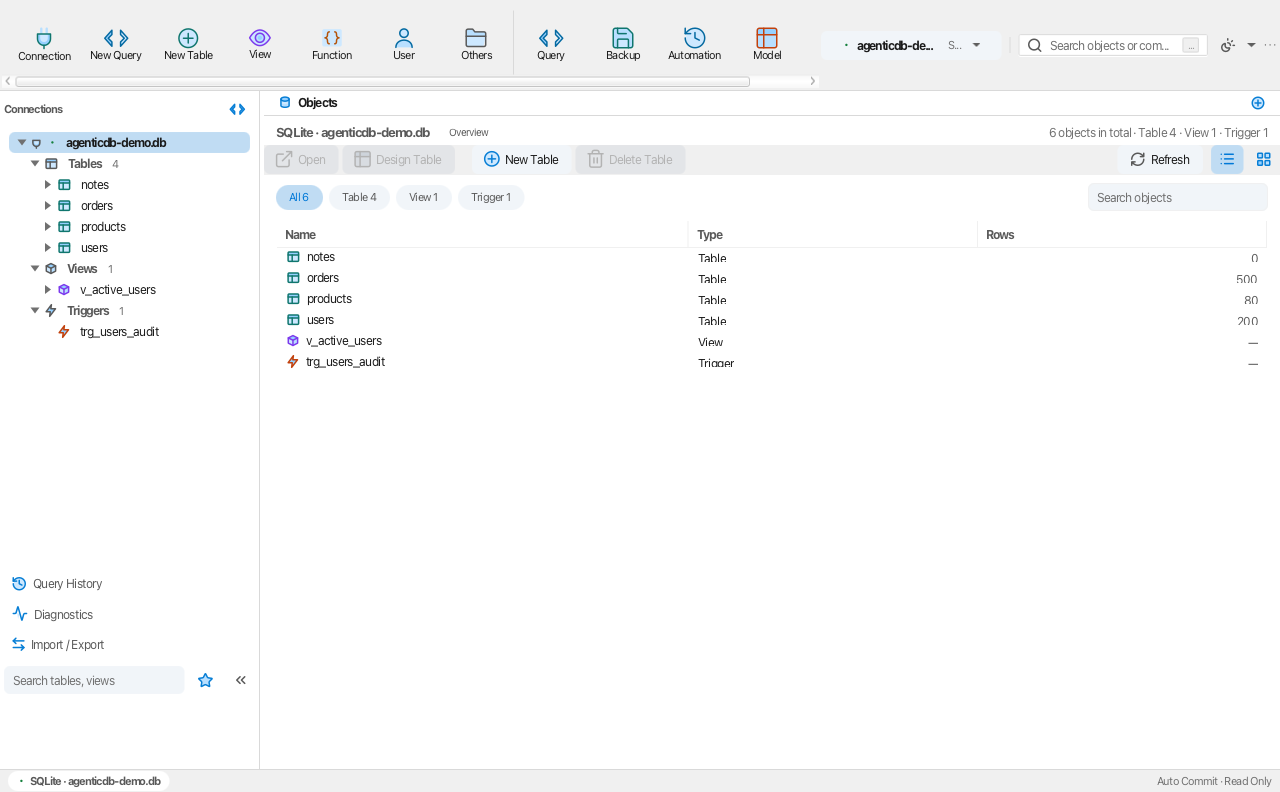 Connection
New Query
New Table
View
Function
User
Others
Query
Backup
Automation
Model
agenticdb-de... S...
Search objects or com... ...
Connections
agenticdb-demo.db
Tables 4
notes
orders
products
users
Views 1
v_active_users
Triggers 1
trg_users_audit
Query History
Diagnostics
Import / Export
Search tables, views
Objects
SQLite · agenticdb-demo.db Overview
6 objects in total · Table 4 · View 1 · Trigger 1
Open Design Table New Table Delete Table Refresh
All 6 Table 4 View 1 Trigger 1 Search objects
Name Type Rows
notes Table 0
orders Table 500
products Table 80
users Table 200
v_active_users View —
trg_users_audit Trigger —
SQLite · agenticdb-demo.db
Auto Commit · Read Only